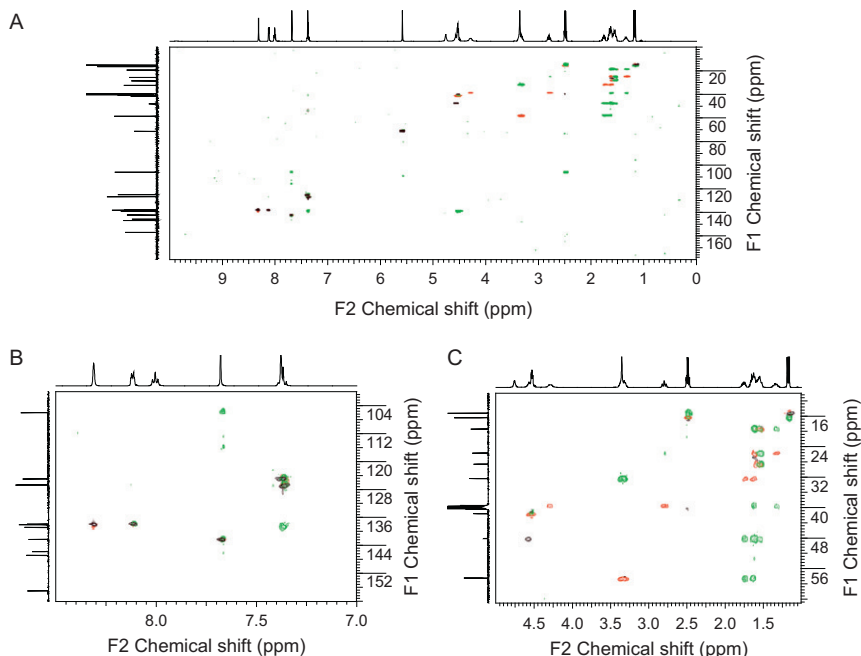 A
20
40
60
80
100
120
140
160
F1 Chemical shift (ppm)
9 8 7 6 5 4 3 2 1 0
F2 Chemical shift (ppm)
B
104
112
120
128
136
144
152
F1 Chemical shift (ppm)
8.0 7.5 7.0
F2 Chemical shift (ppm)
C
16
24
32
40
48
56
F1 Chemical shift (ppm)
4.5 4.0 3.5 3.0 2.5 2.0 1.5
F2 Chemical shift (ppm)